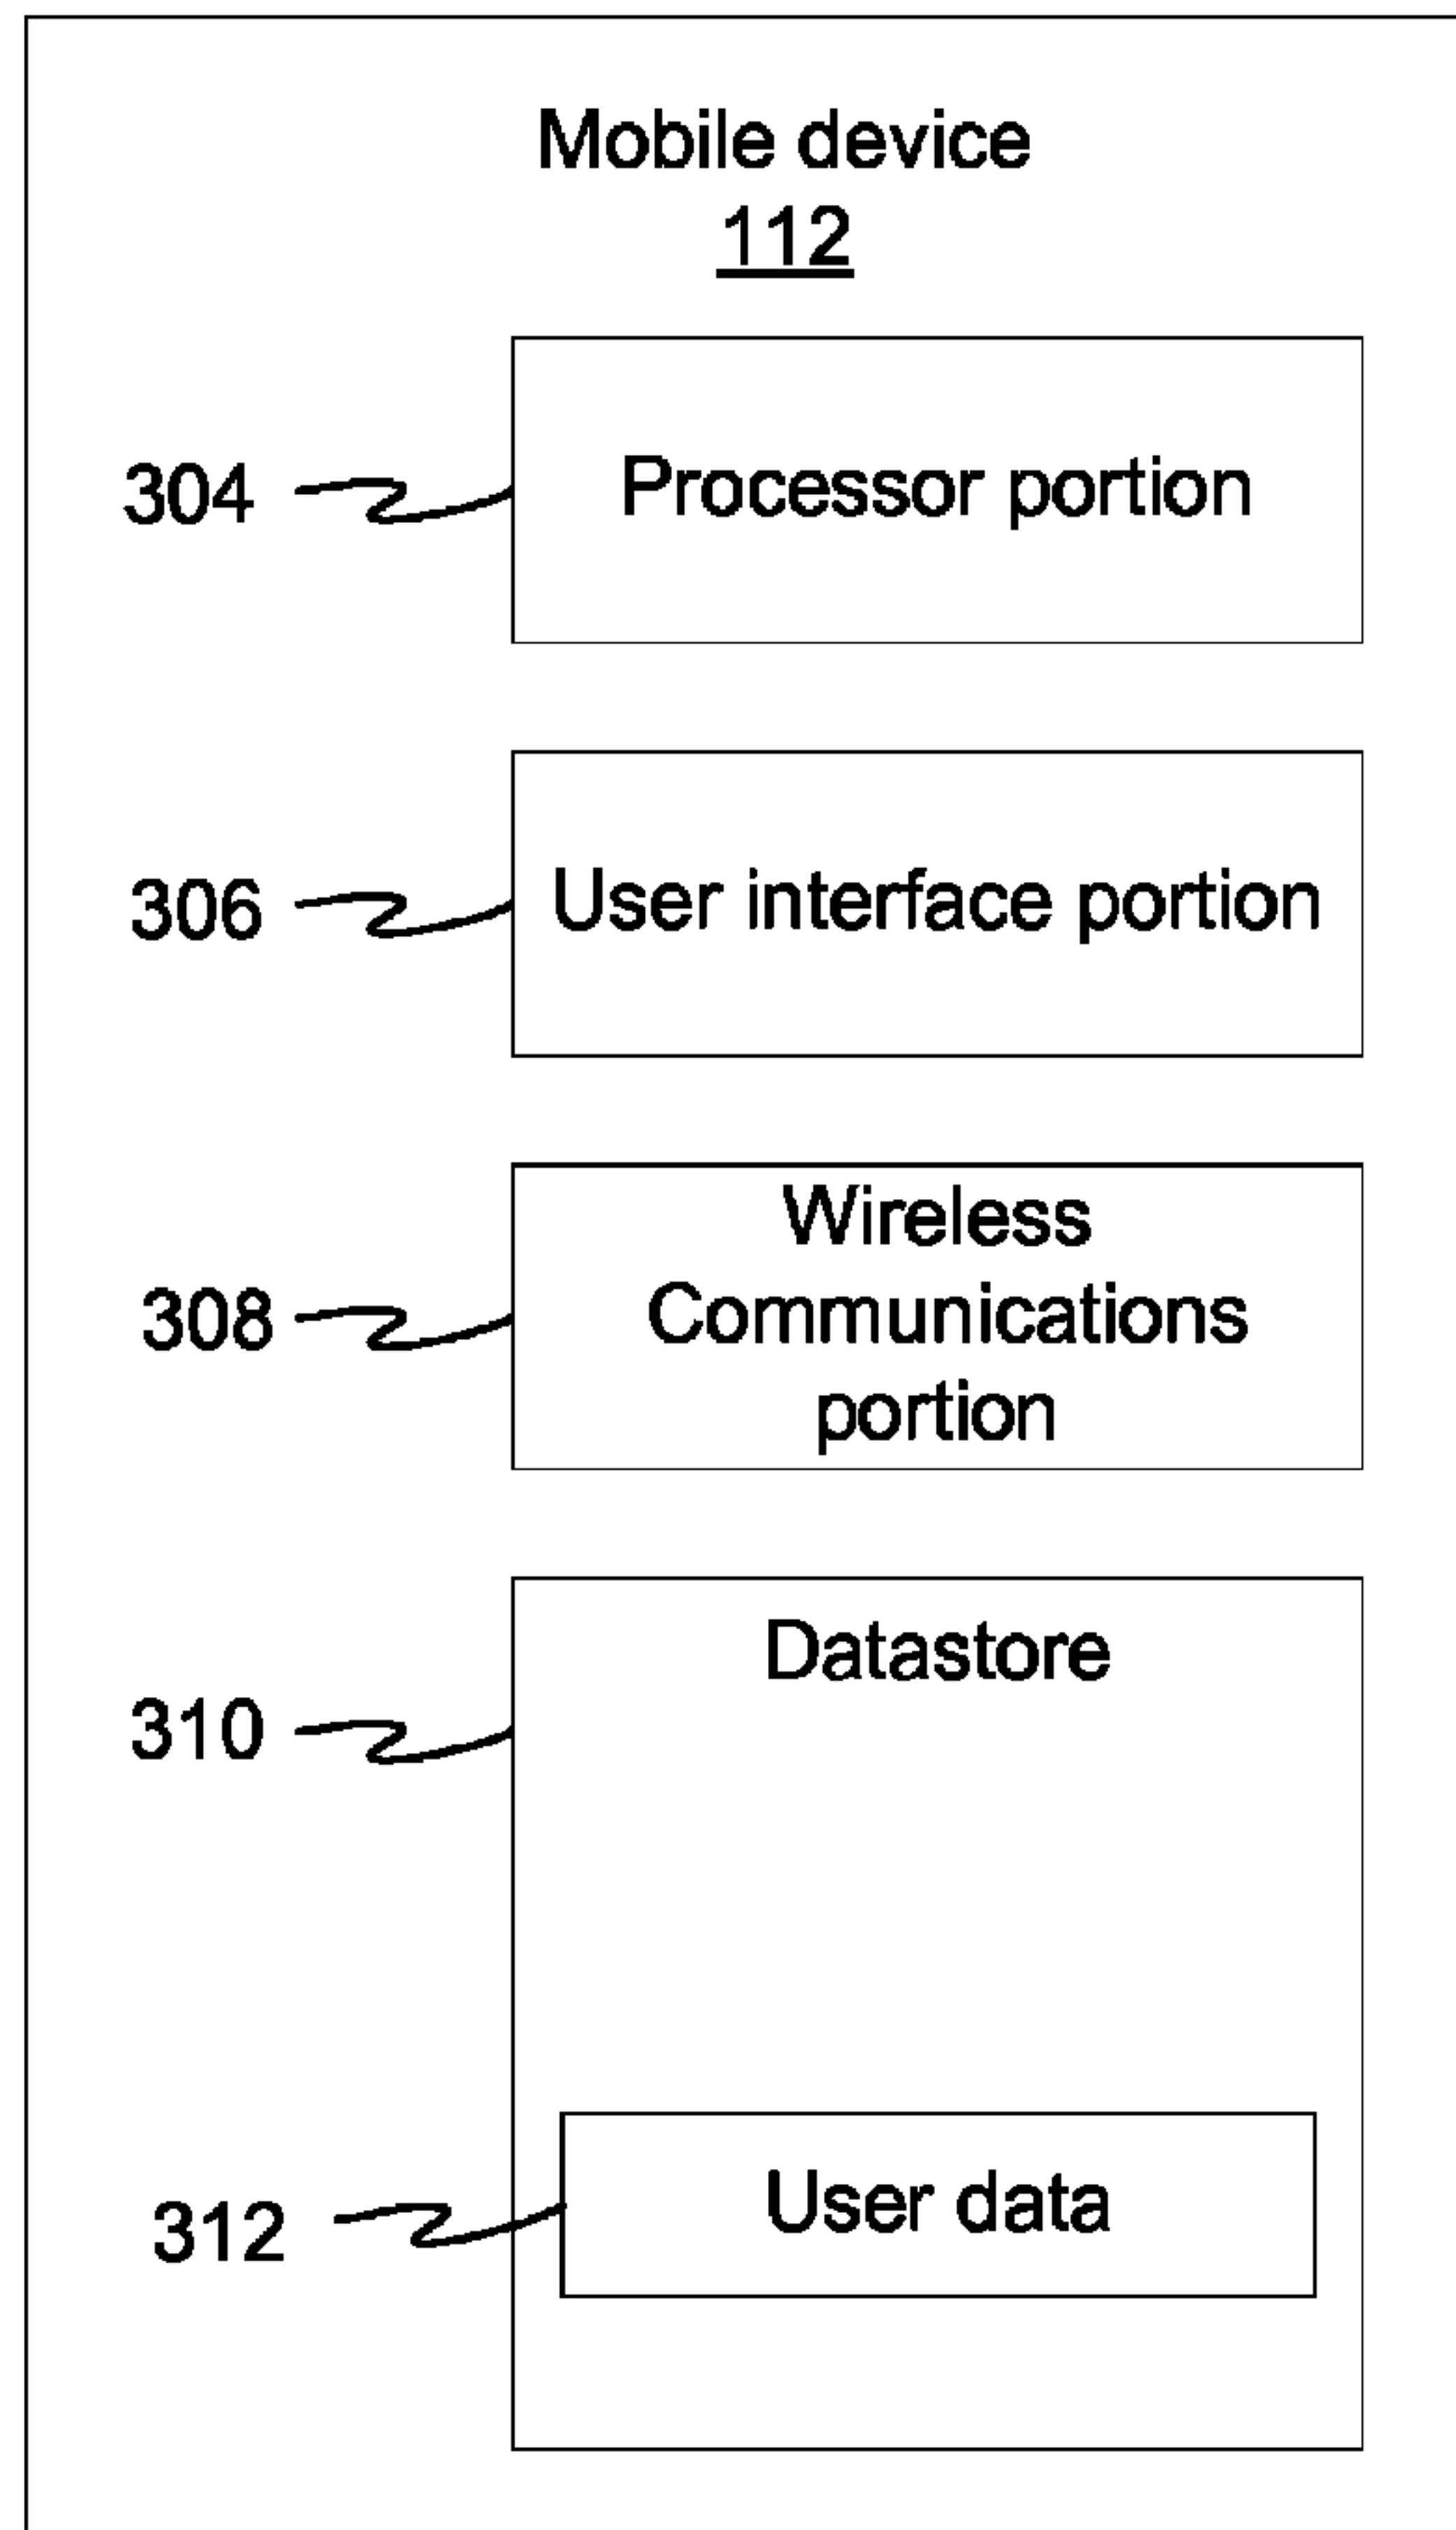 Mobile device
112
304
Processor portion
306
User interface portion
Wireless
308
Communications
portion
Datastore
310
312
User data